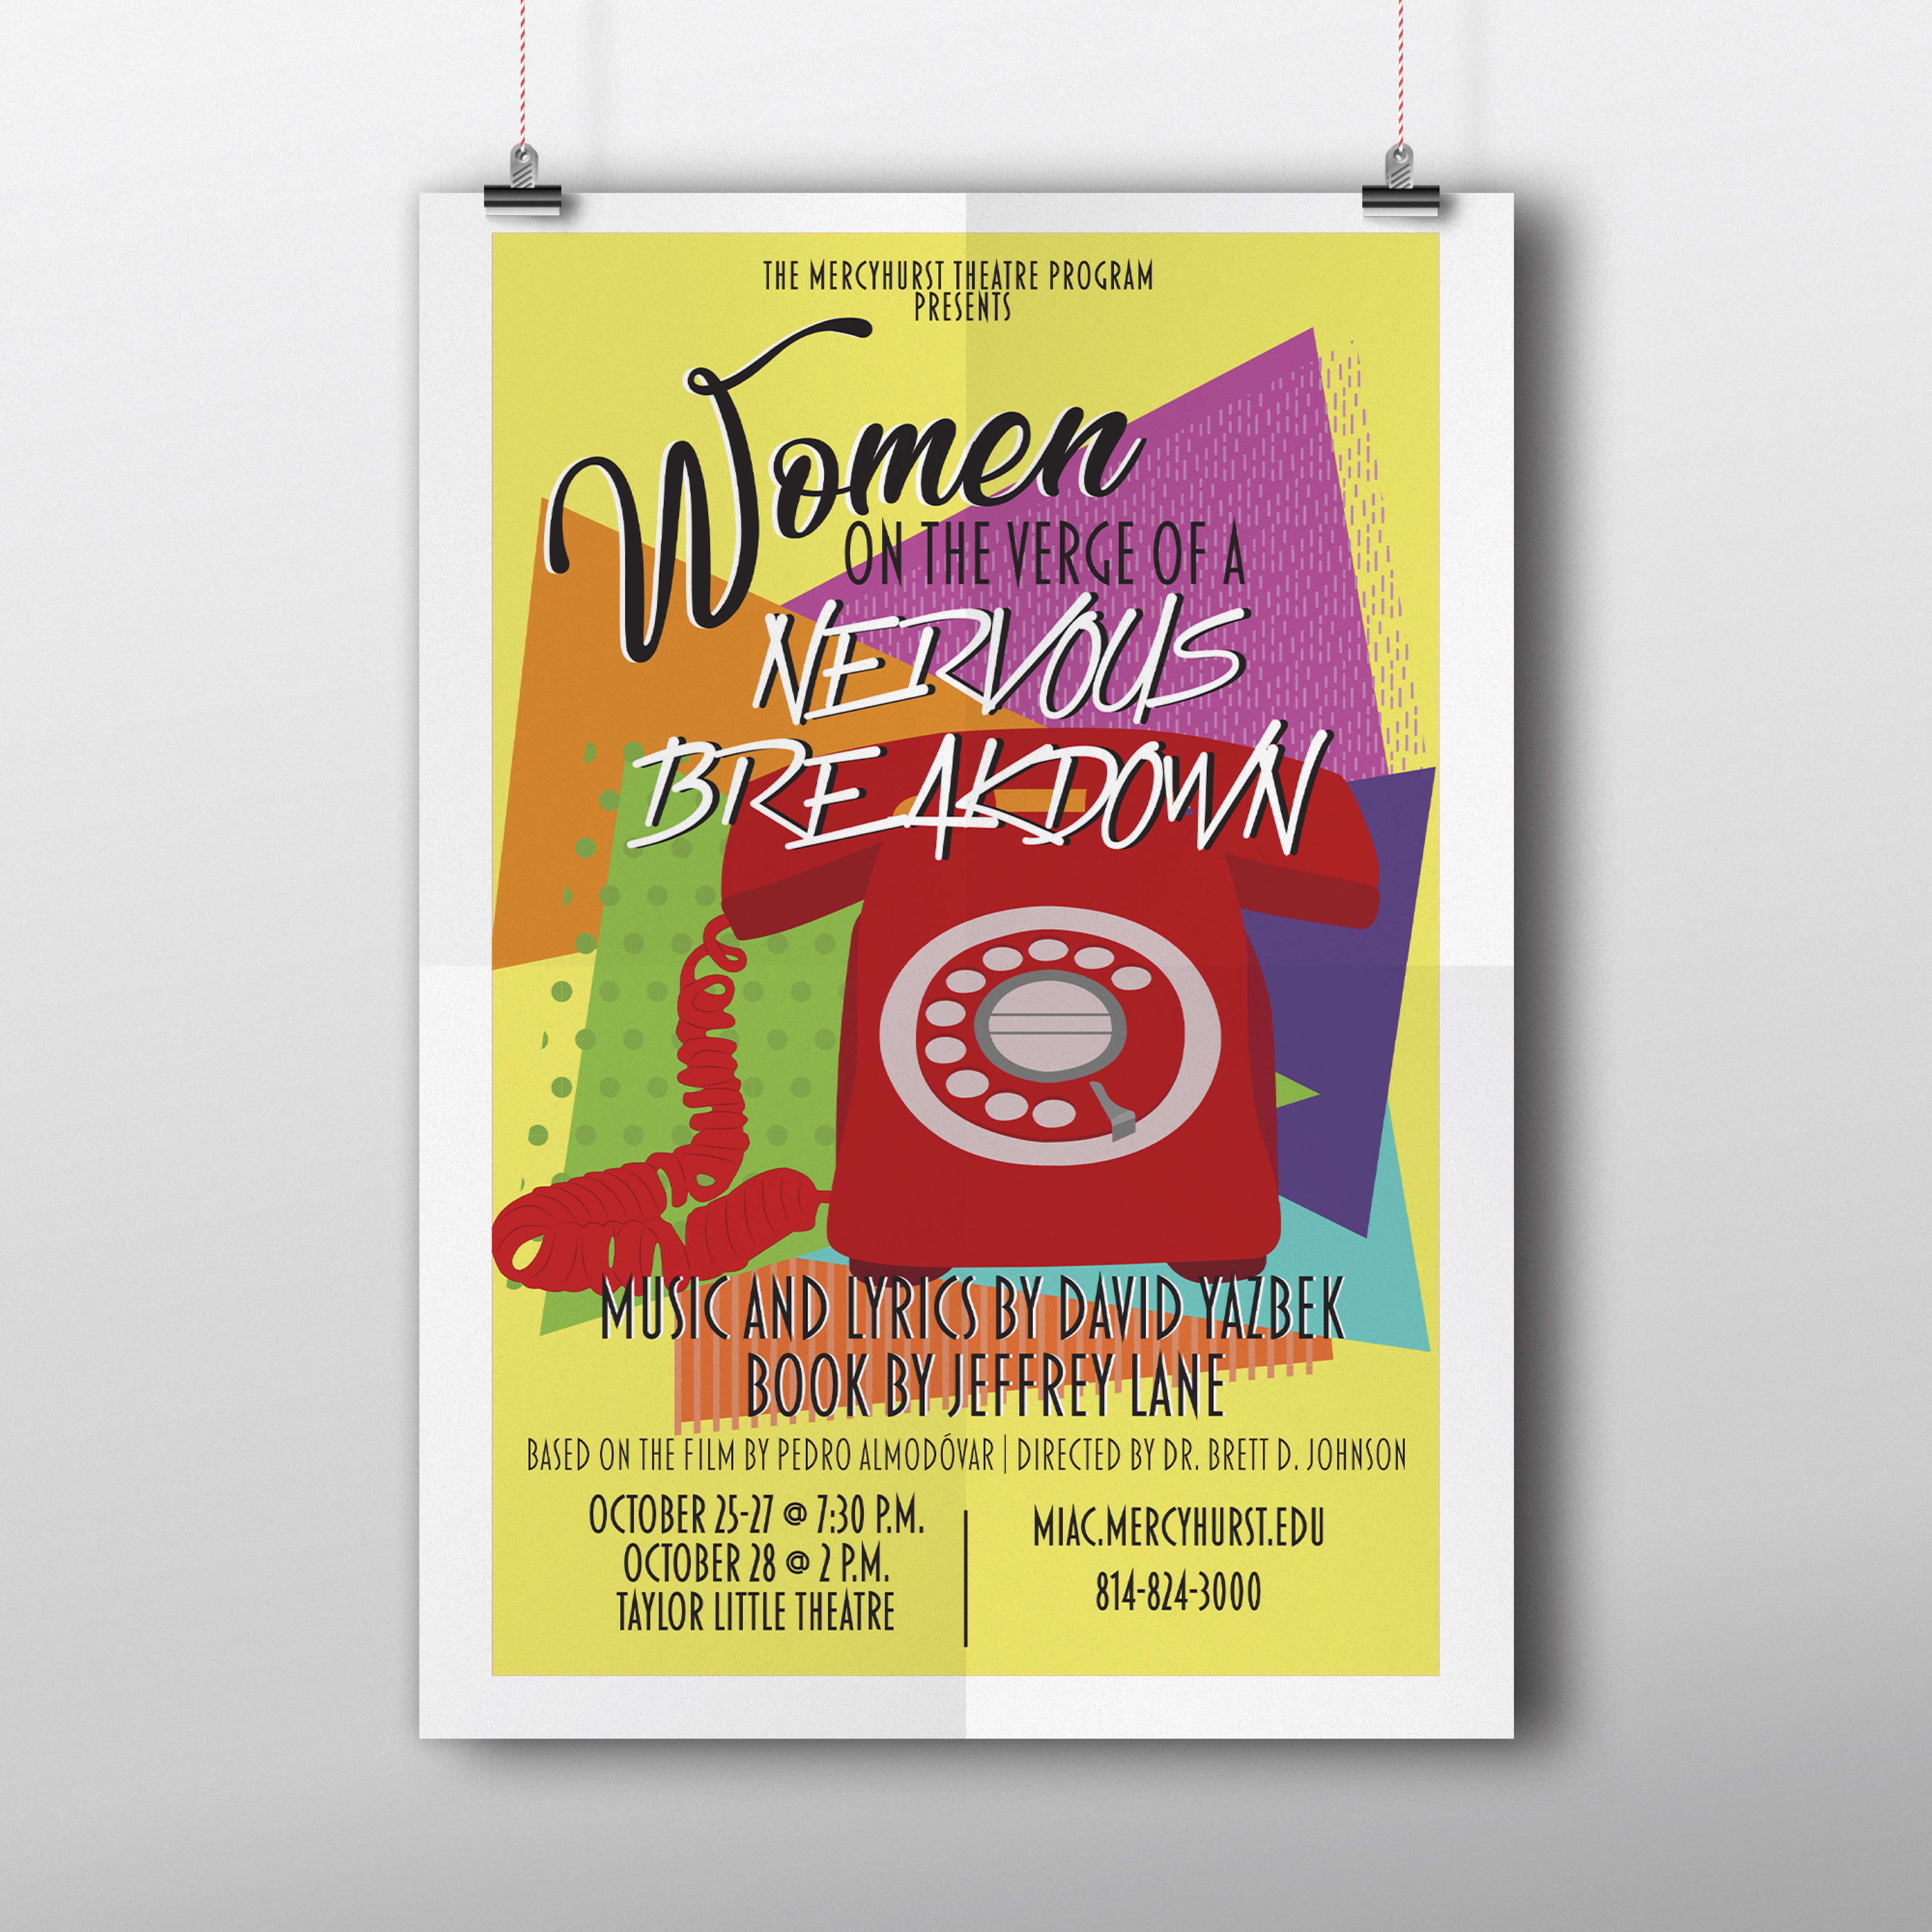 THE MERCYHURST THEATRE PROGRAM
PRESENTS
Women
ON THE VERGE OF A
NERVOUS
BREAKDOWN
MUSIC AND LYRICS BY DAVID YAZBEK
BOOK BY JEFFREY LANE
BASED ON THE FILM BY PEDRO ALMODÓVAR | DIRECTED BY DR. BRETT D. JOHNSON
OCTOBER 25-27 @ 7:30 P.M.
OCTOBER 28 @ 2 P.M.
TAYLOR LITTLE THEATRE
MIAC.MERCYHURST.EDU
814-824-3000